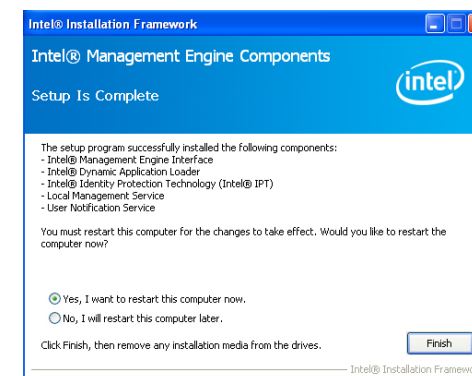 Intel® Installation Framework
Intel® Management Engine Components
Setup Is Complete
intel
The setup program successfully installed the following components:
- Intel® Management Engine Interface
- Intel® Dynamic Application Loader
- Intel® Identity Protection Technology (Intel® IPT)
- Local Management Service
- User Notification Service
You must restart this computer for the changes to take effect. Would you like to restart the
computer now?
Yes, I want to restart this computer now.
No, I will restart this computer later.
Click Finish, then remove any installation media from the drives.
Finish
Intel® Installation Framewo